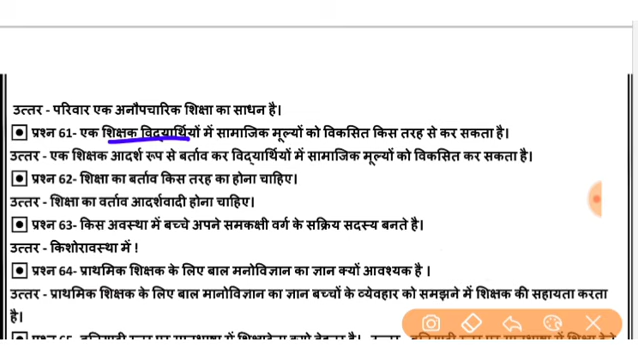 उत्तर - परिवार एक अनौपचारिक शिक्षा का साधन है।
प्रश्न 61- एक शिक्षक विद्यार्थियों में सामाजिक मूल्यों को विकसित किस तरह से कर सकता है।
उत्तर - एक शिक्षक आदर्श रूप से बर्ताव कर विद्यार्थियों में सामाजिक मूल्यों को विकसित कर सकता है।
प्रश्न 62- शिक्षा का बर्ताव किस तरह का होना चाहिए।
उत्तर - शिक्षा का वर्ताव आदर्शवादी होना चाहिए।
प्रश्न 63- किस अवस्था में बच्चे अपने समकक्षी वर्ग के सक्रिय सदस्य बनते है।
उत्तर - किशोरावस्था में !
प्रश्न 64- प्राथमिक शिक्षक के लिए बाल मनोविज्ञान का ज्ञान क्यों आवश्यक है ।
उत्तर - प्राथमिक शिक्षक के लिए बाल मानोविज्ञान का ज्ञान बच्चों के व्येवहार को समझने में शिक्षक की सहायता करता
है।